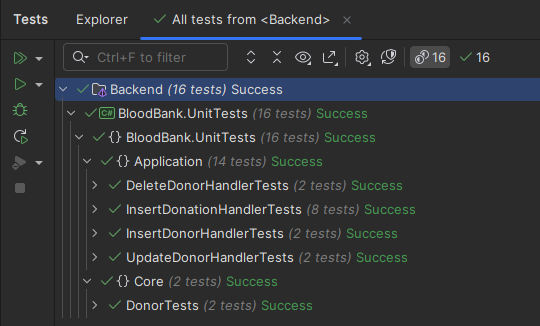 Tests Explorer All tests from <Backend>
Ctrl+F to filter 16 16
Backend (16 tests) Success
C# BloodBank.UnitTests (16 tests) Success
{} BloodBank.UnitTests (16 tests) Success
{} Application (14 tests) Success
DeleteDonorHandlerTests (2 tests) Success
InsertDonationHandlerTests (8 tests) Success
InsertDonorHandlerTests (2 tests) Success
UpdateDonorHandlerTests (2 tests) Success
{} Core (2 tests) Success
DonorTests (2 tests) Success